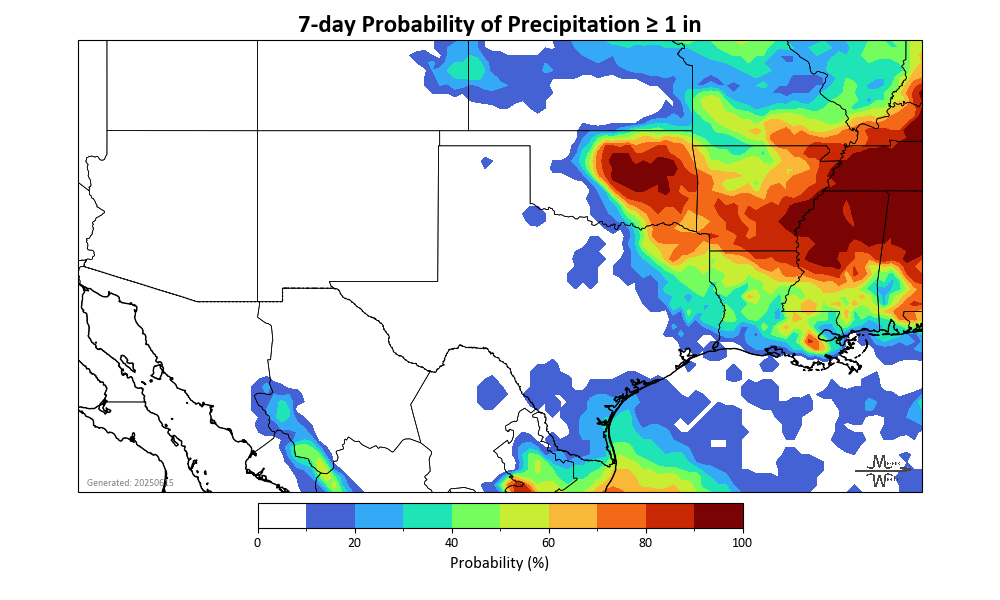 7-day Probability of Precipitation ≥ 1 in
Generated: 20250615
0 20 40 60 80 100
Probability (%)